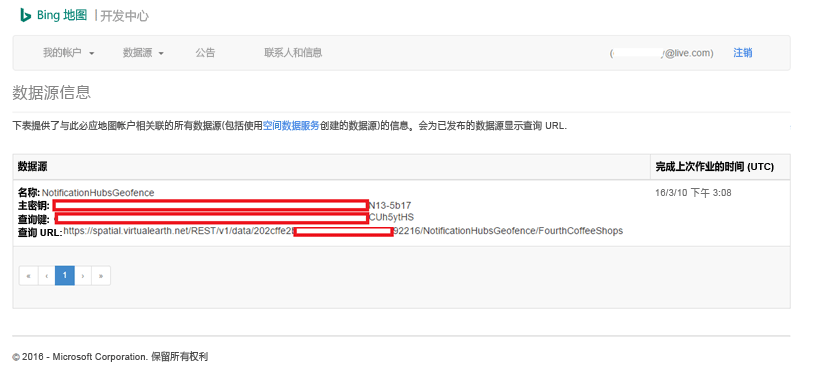 Bing 地图 | 开发中心
我的帐户 数据源 公告 联系人和信息 ( y@live.com) 注销
数据源信息
下表提供了与此必应地图帐户相关联的所有数据源(包括使用空间数据服务创建的数据源)的信息。会为已发布的数据源显示查询 URL.
数据源 完成上次作业的时间 (UTC)
名称: NotificationHubsGeofence 16/3/10 下午 3:08
主密钥: N13-5b17
查询键: CUh5ytHS
查询 URL: https://spatial.virtualearth.net/REST/v1/data/202cffe2 92216/NotificationHubsGeofence/FourthCoffeeShops
« ‹ 1 › »
© 2016 - Microsoft Corporation. 保留所有权利